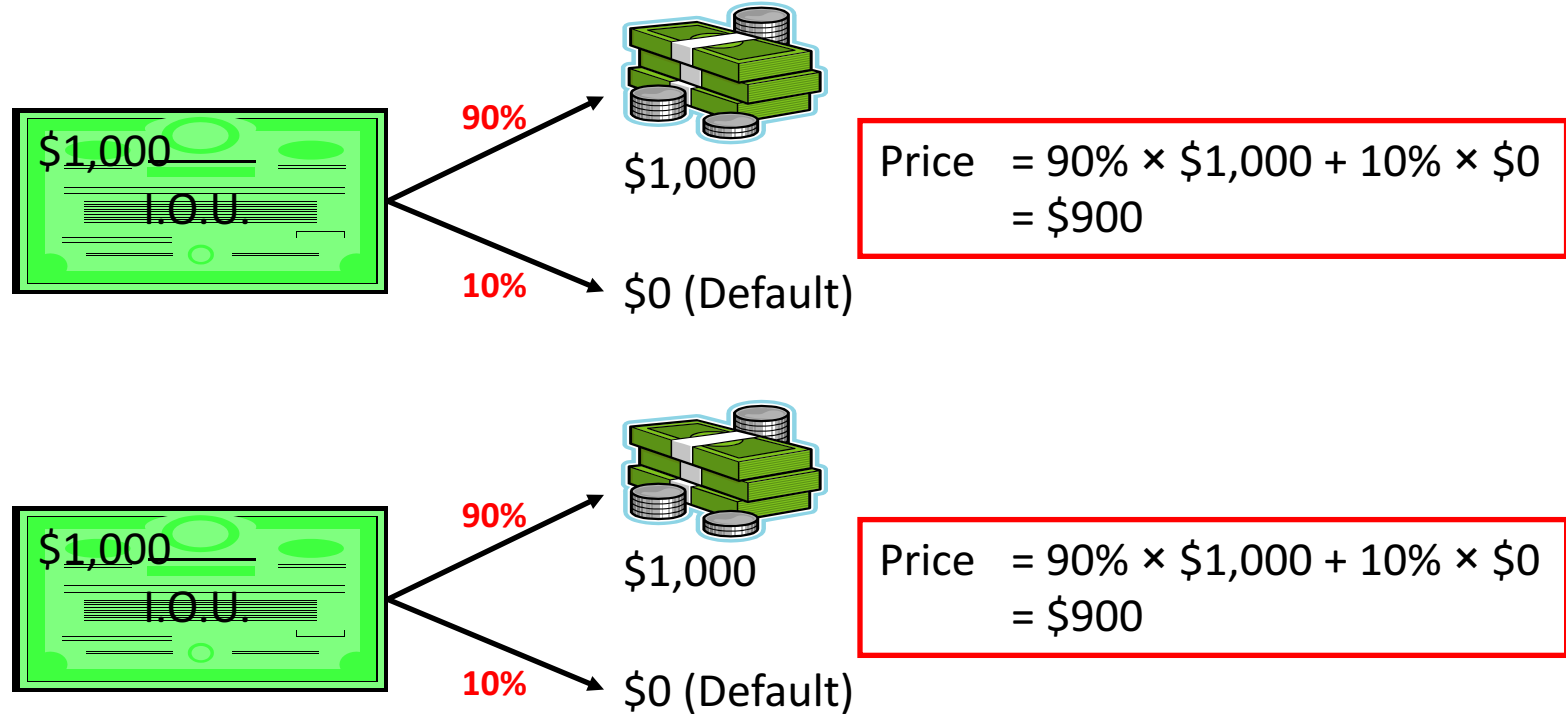 $1,000
I.O.U.
90%
$1,000
10%
$0 (Default)
Price = 90% × $1,000 + 10% × $0
= $900
$1,000
I.O.U.
90%
$1,000
10%
$0 (Default)
Price = 90% × $1,000 + 10% × $0
= $900